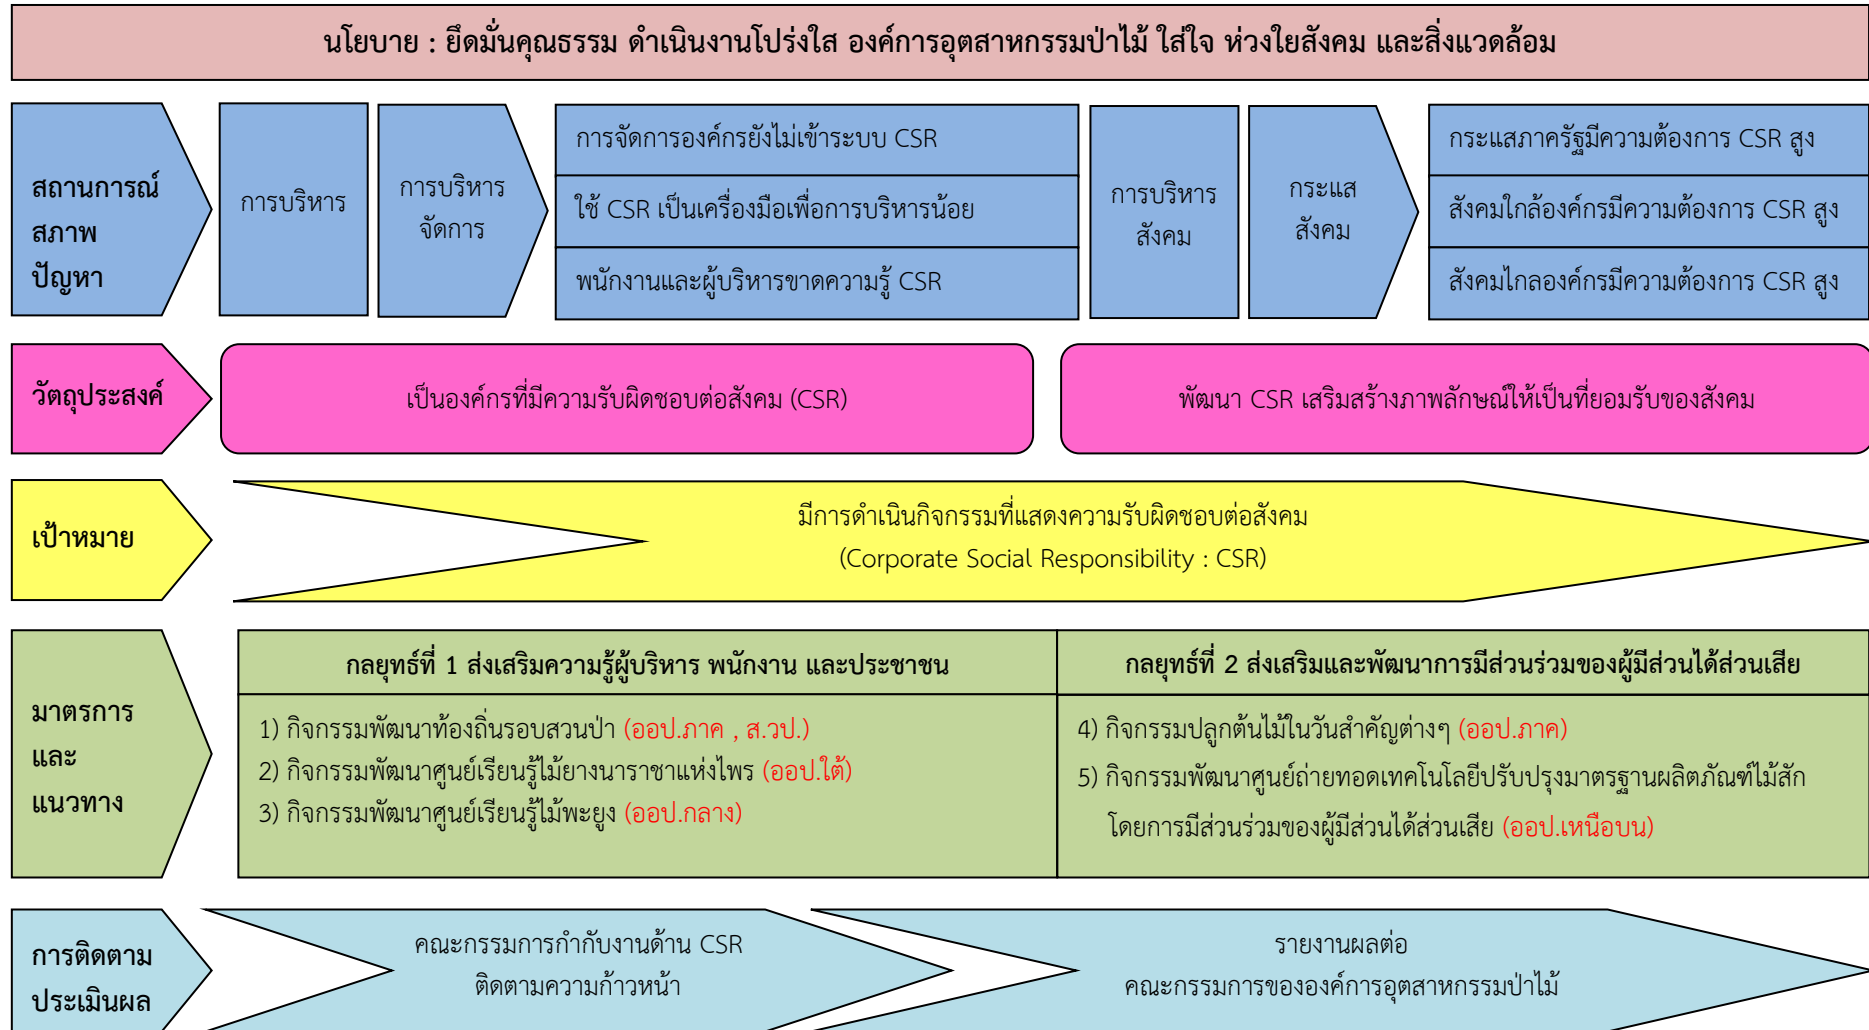 นโยบาย : ยึดมั่นคุณธรรม ดำเนินงานโปร่งใส องค์การอุตสาหกรรมป่าไม้ ใส่ใจ ห่วงใยสังคม และสิ่งแวดล้อม
สถานการณ์
สภาพ
ปัญหา
การบริหาร
การบริหาร
จัดการ
การจัดการองค์กรยังไม่เข้าระบบ CSR
ใช้ CSR เป็นเครื่องมือเพื่อการบริหารน้อย
พนักงานและผู้บริหารขาดความรู้ CSR
การบริหาร
สังคม
กระแส
สังคม
กระแสภาครัฐมีความต้องการ CSR สูง
สังคมใกล้องค์กรมีความต้องการ CSR สูง
สังคมไกลองค์กรมีความต้องการ CSR สูง
วัตถุประสงค์
เป็นองค์กรที่มีความรับผิดชอบต่อสังคม (CSR)
พัฒนา CSR เสริมสร้างภาพลักษณ์ให้เป็นที่ยอมรับของสังคม
เป้าหมาย
มีการดำเนินกิจกรรมที่แสดงความรับผิดชอบต่อสังคม
(Corporate Social Responsibility : CSR)
มาตรการ
และ
แนวทาง
กลยุทธ์ที่ 1 ส่งเสริมความรู้ผู้บริหาร พนักงาน และประชาชน
1) กิจกรรมพัฒนาท้องถิ่นรอบสวนป่า (ออป.ภาค , ส.วป.)
2) กิจกรรมพัฒนาศูนย์เรียนรู้ไม้ยางนาราชาแห่งไพร (ออป.ใต้)
3) กิจกรรมพัฒนาศูนย์เรียนรู้ไม้พะยูง (ออป.กลาง)
กลยุทธ์ที่ 2 ส่งเสริมและพัฒนาการมีส่วนร่วมของผู้มีส่วนได้ส่วนเสีย
4) กิจกรรมปลูกต้นไม้ในวันสำคัญต่างๆ (ออป.ภาค)
5) กิจกรรมพัฒนาศูนย์ถ่ายทอดเทคโนโลยีปรับปรุงมาตรฐานผลิตภัณฑ์ไม้สัก
โดยการมีส่วนร่วมของผู้มีส่วนได้ส่วนเสีย (ออป.เหนือบน)
การติดตาม
ประเมินผล
คณะกรรมการกำกับงานด้าน CSR
ติดตามความก้าวหน้า
รายงานผลต่อ
คณะกรรมการขององค์การอุตสาหกรรมป่าไม้